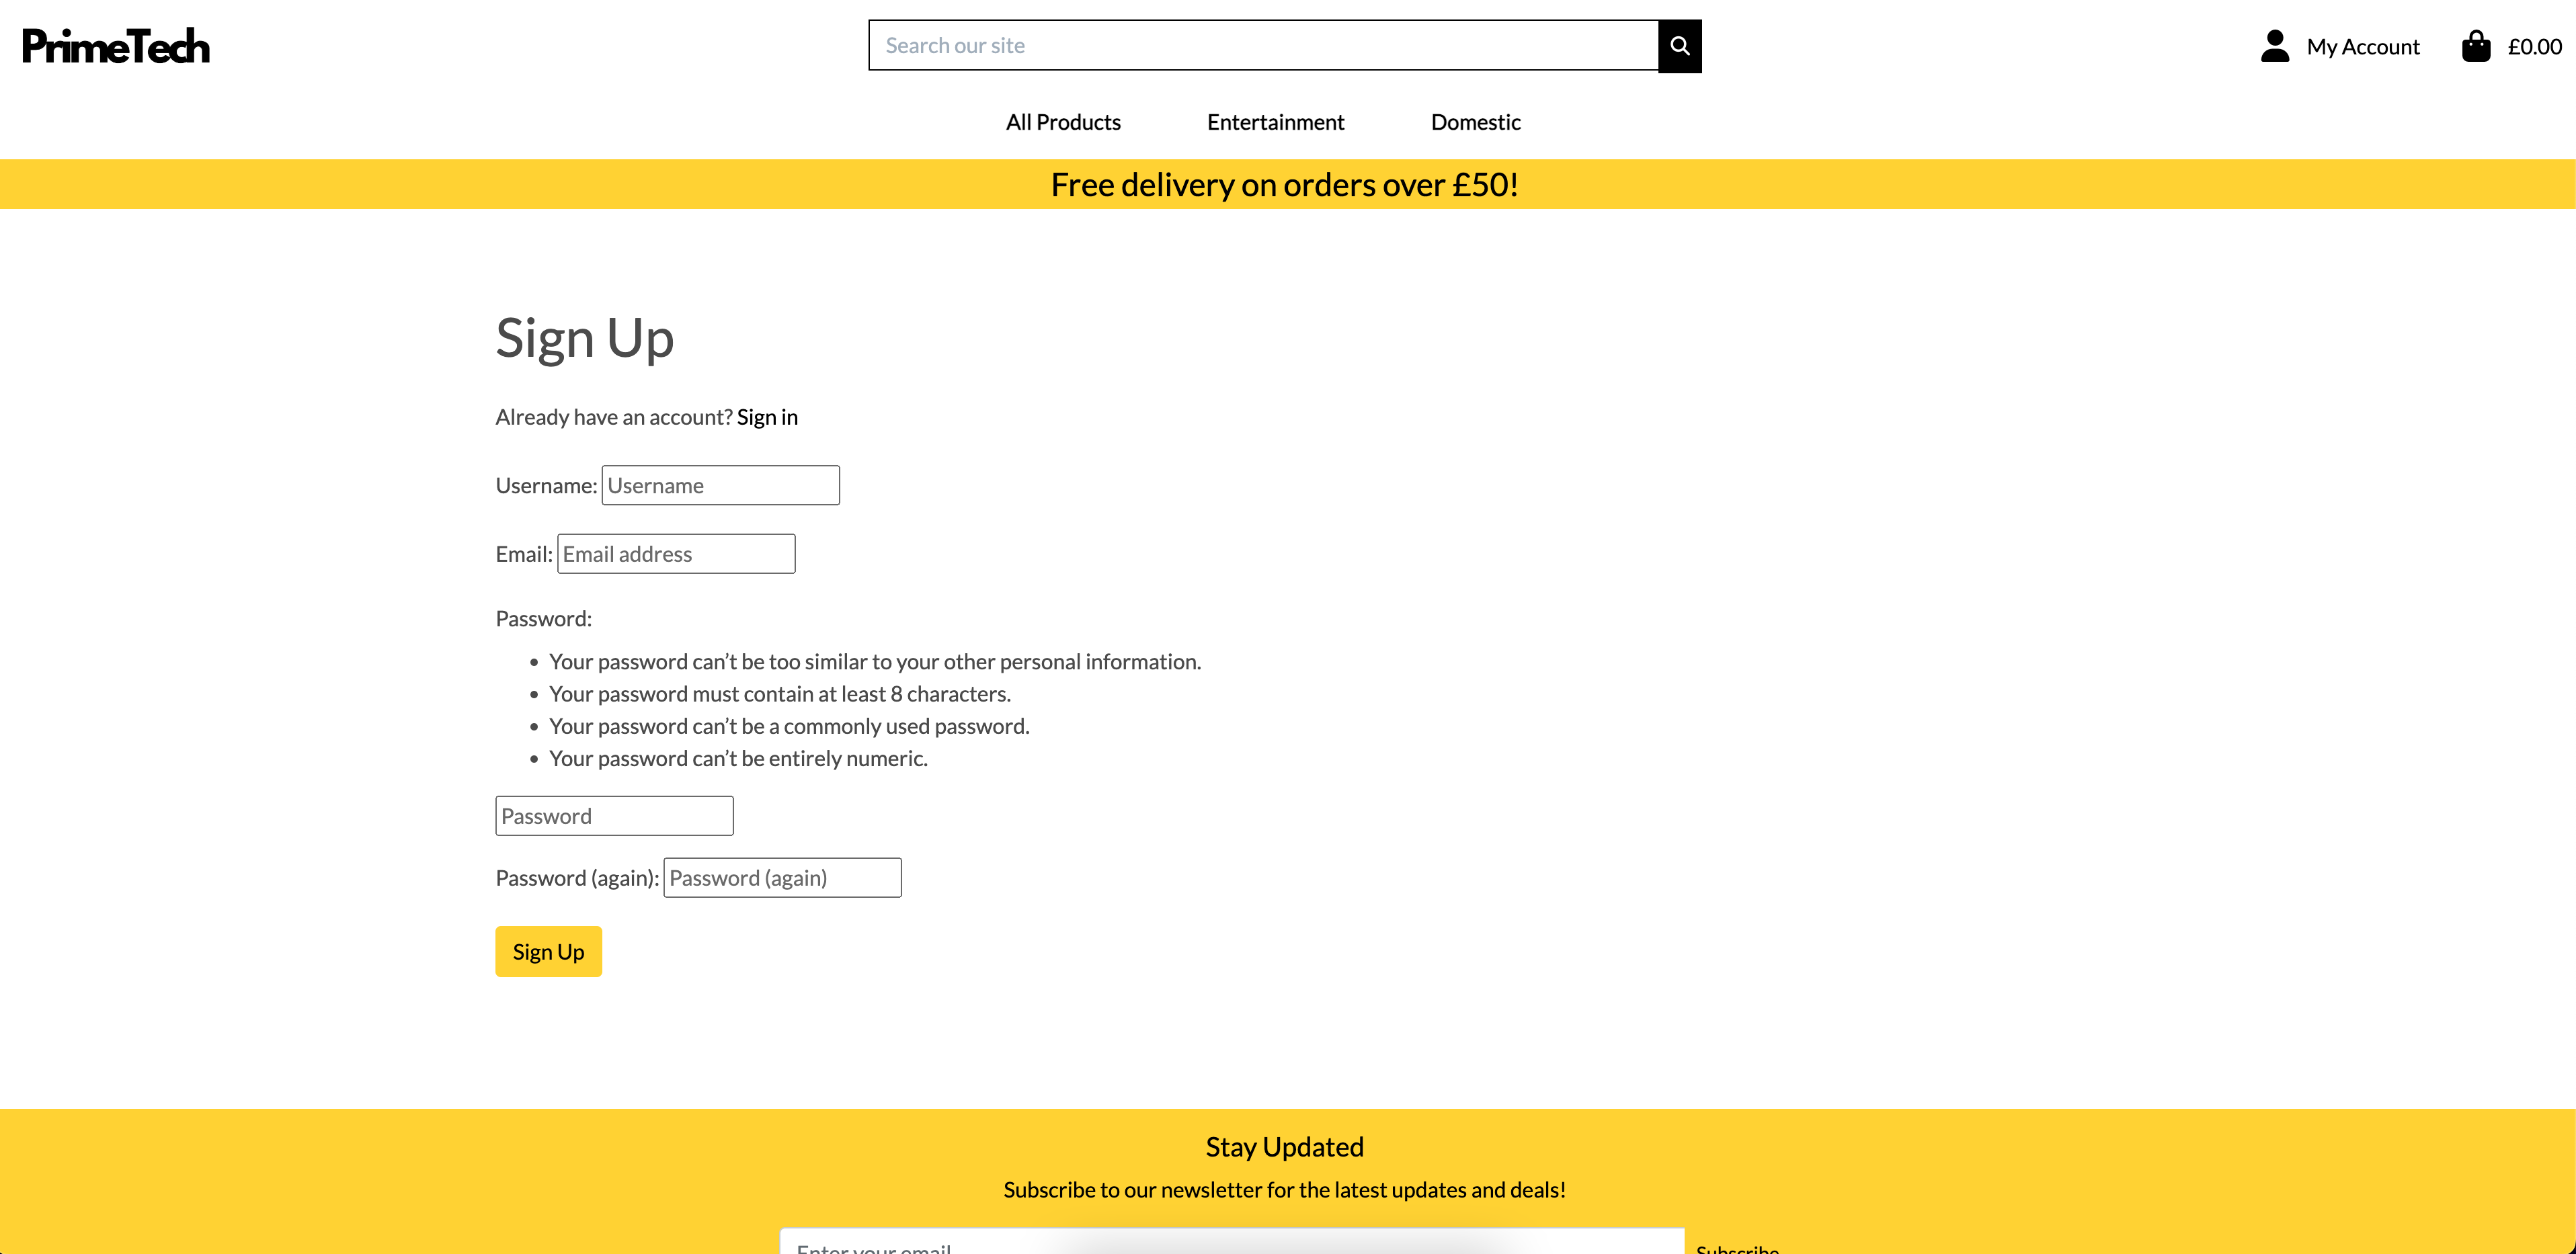 PrimeTech
Search our site
My Account
£0.00
All Products
Entertainment
Domestic
Free delivery on orders over £50!
Sign Up
Already have an account? Sign in
Username: Username
Email: Email address
Password:
Your password can’t be too similar to your other personal information.
Your password must contain at least 8 characters.
Your password can’t be a commonly used password.
Your password can’t be entirely numeric.
Password
Password (again): Password (again)
Sign Up
Stay Updated
Subscribe to our newsletter for the latest updates and deals!
Enter your email
Subscribe